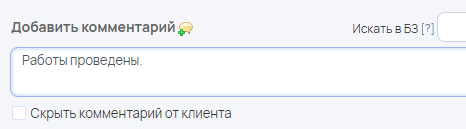 Добавить комментарий
Искать в БЗ [?]
Работы проведены.
Скрыть комментарий от клиента